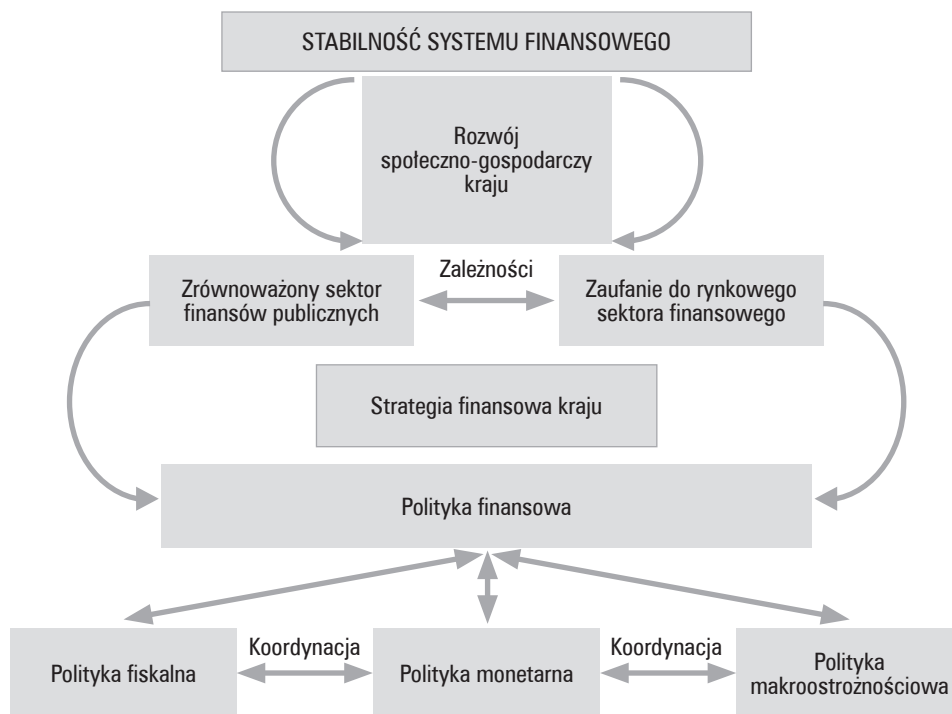 STABILNOŚĆ SYSTEMU FINANSOWEGO
Rozwój
społeczno-gospodarczy
kraju
Zależności
Zrównoważony sektor
finansów publicznych
Zaufanie do rynkowego
sektora finansowego
Strategia finansowa kraju
Polityka finansowa
Koordynacja
Koordynacja
Polityka fiskalna
Polityka monetarna
Polityka
makroostrożnościowa